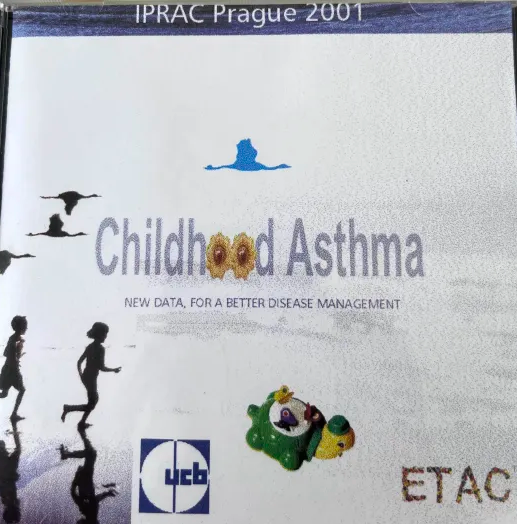 IPRAC Prague 2001
Childhood Asthma
NEW DATA, FOR A BETTER DISEASE MANAGEMENT
ucb
ETAC